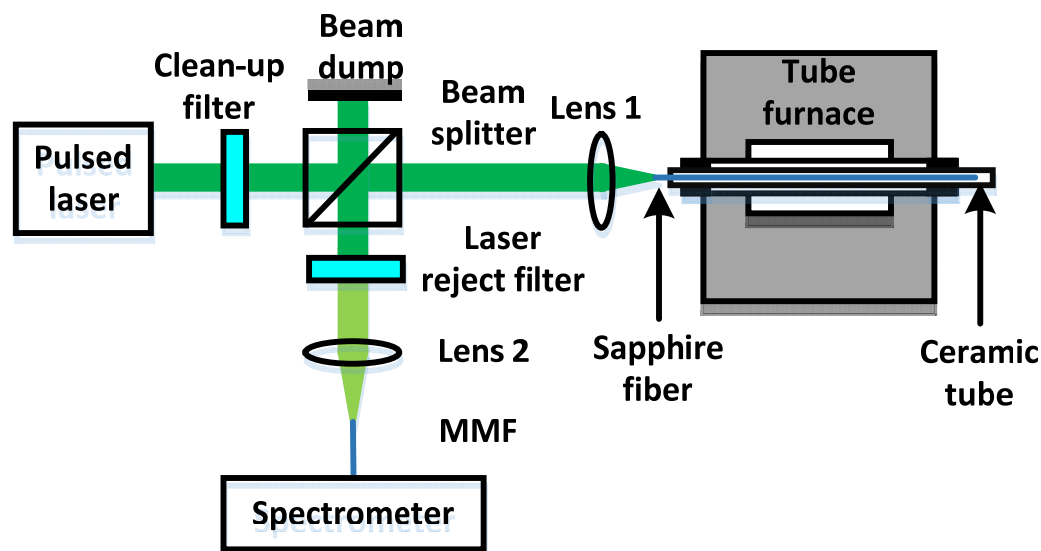 Beam
dump
Clean-up
filter
Beam
splitter
Lens 1
Tube
furnace
Pulsed
laser
Laser
reject filter
Lens 2
Sapphire
fiber
Ceramic
tube
MMF
Spectrometer